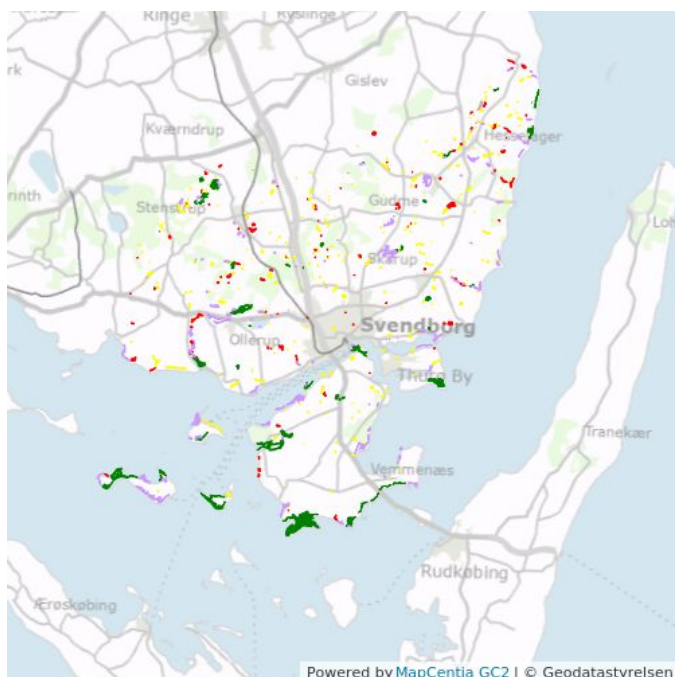 Ringe
Ryslinge
Gislev
Kværndrup
Hesselager
rinth
Stenstrup
Gudme
Skårup
Svendborg
Ollerup
Thurø By
Tranekær
Vemmenæs
Rudkøbing
Ærøskøbing
Powered by MapCentia GC2 | © Geodatastyrelsen